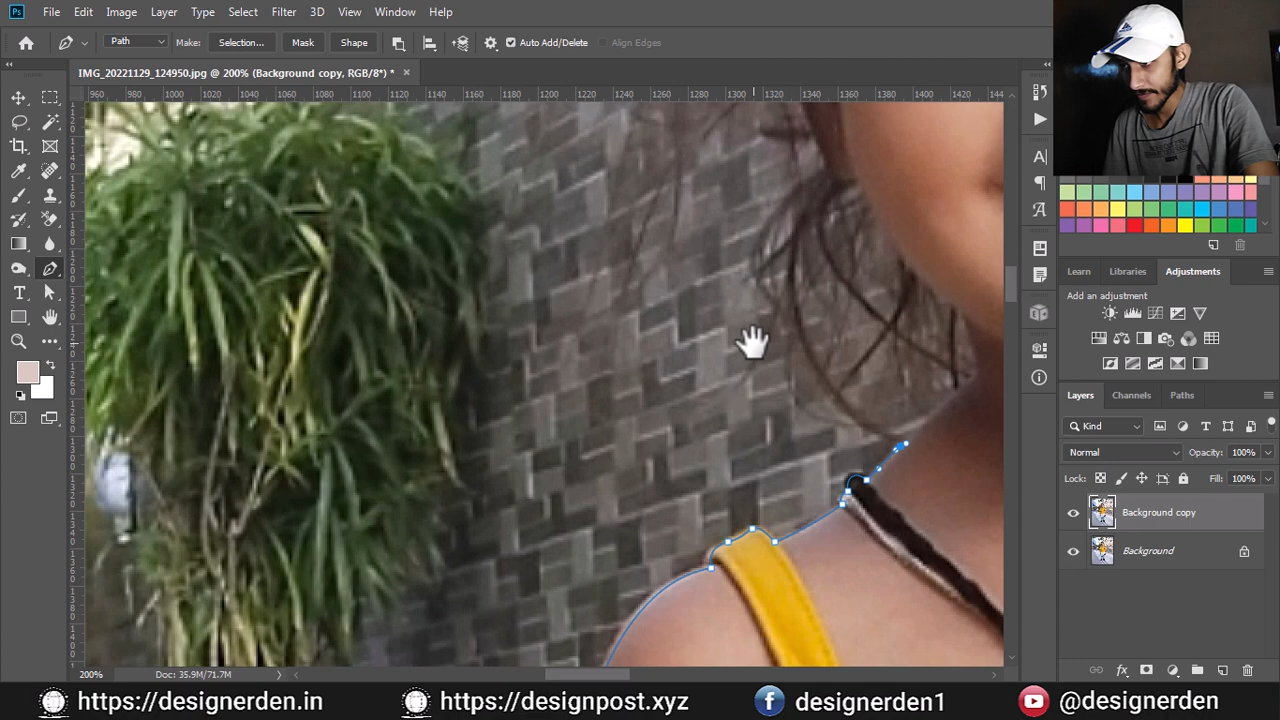 Ps File Edit Image Layer Type Select Filter 3D View Window Help
Path Make: Selection... Mask Shape Auto Add/Delete Align Edges
IMG_20221129_124950.jpg @ 200% (Background copy, RGB/8*) * ×
960 980 1000 1020 1040 1060 1080 1100 1120 1140 1160 1180 1200 1220 1240 1260 1280 1300 1320 1340 1360 1380 1400 1420 144
Learn Libraries Adjustments
Add an adjustment
Layers Channels Paths
Kind
Normal Opacity: 100%
Lock: Fill: 100%
Background copy
Background
200% Doc: 35.9M/71.7M
https://designerden.in https://designpost.xyz designerden1 @designerden